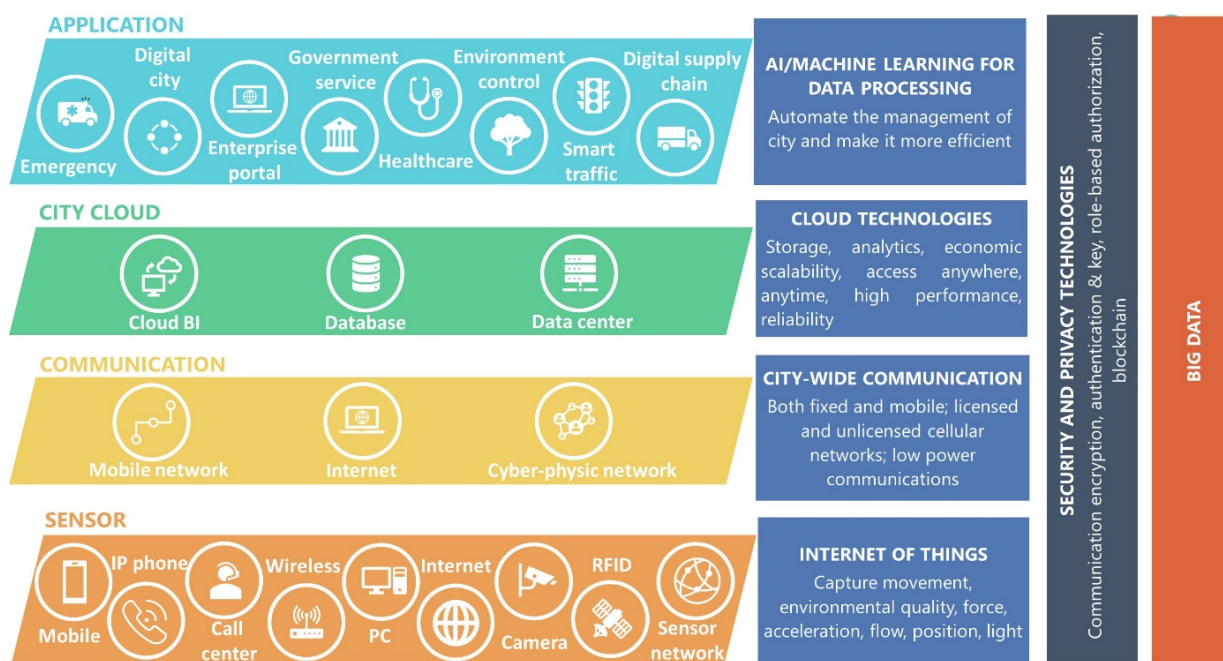 APPLICATION
Emergency
Digital
city
Enterprise
portal
Government
service
Healthcare
Environment
control
Smart
traffic
Digital supply
chain
AI/MACHINE LEARNING FOR
DATA PROCESSING
Automate the management of
city and make it more efficient
CITY CLOUD
Cloud BI
Database
Data center
CLOUD TECHNOLOGIES
Storage, analytics, economic
scalability, access anywhere,
anytime, high performance,
reliability
COMMUNICATION
Mobile network
Internet
Cyber-physic network
CITY-WIDE COMMUNICATION
Both fixed and mobile; licensed
and unlicensed cellular
networks; low power
communications
SENSOR
Mobile
IP phone
Call
center
Wireless
PC
Internet
Camera
RFID
Sensor
network
INTERNET OF THINGS
Capture movement,
environmental quality, force,
acceleration, flow, position, light
SECURITY AND PRIVACY TECHNOLOGIES
Communication encryption, authentication & key, role-based authorization,
blockchain
BIG DATA